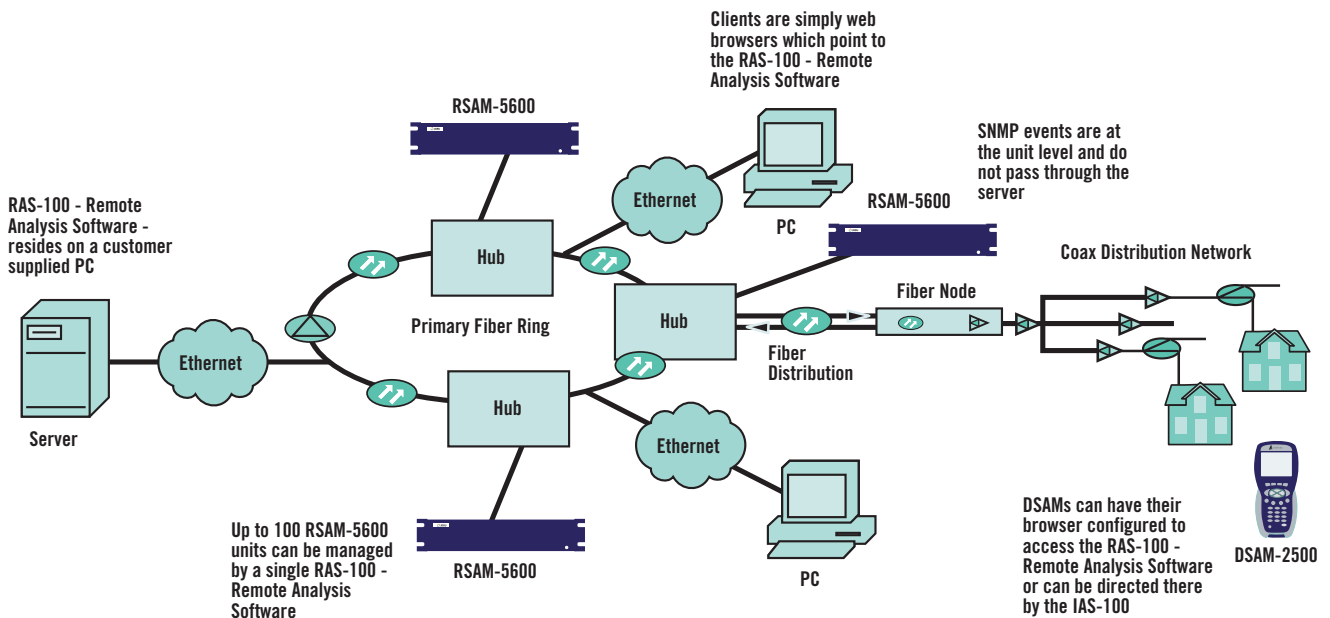 Clients are simply web
browsers which point to
the RAS-100 - Remote
Analysis Software
RSAM-5600
SNMP events are at
the unit level and do
not pass through the
server
RAS-100 - Remote
Analysis Software -
resides on a customer
supplied PC
Ethernet
PC
RSAM-5600
Hub
Coax Distribution Network
Primary Fiber Ring
Hub
Fiber Node
Ethernet
Fiber
Distribution
Server
Hub
Ethernet
Up to 100 RSAM-5600
units can be managed
by a single RAS-100 -
Remote Analysis
Software
RSAM-5600
PC
DSAMs can have their
browser configured to
access the RAS-100 -
Remote Analysis Software
or can be directed there
by the IAS-100
DSAM-2500